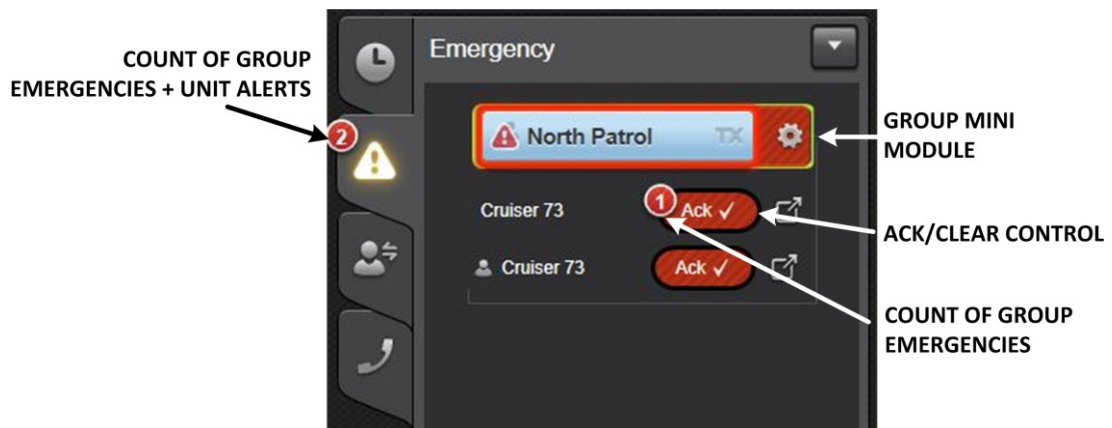 COUNT OF GROUP
EMERGENCIES + UNIT ALERTS
Emergency
2
North Patrol TX
GROUP MINI
MODULE
Cruiser 73 1 Ack ✓
ACK/CLEAR CONTROL
Cruiser 73 Ack ✓
COUNT OF GROUP
EMERGENCIES